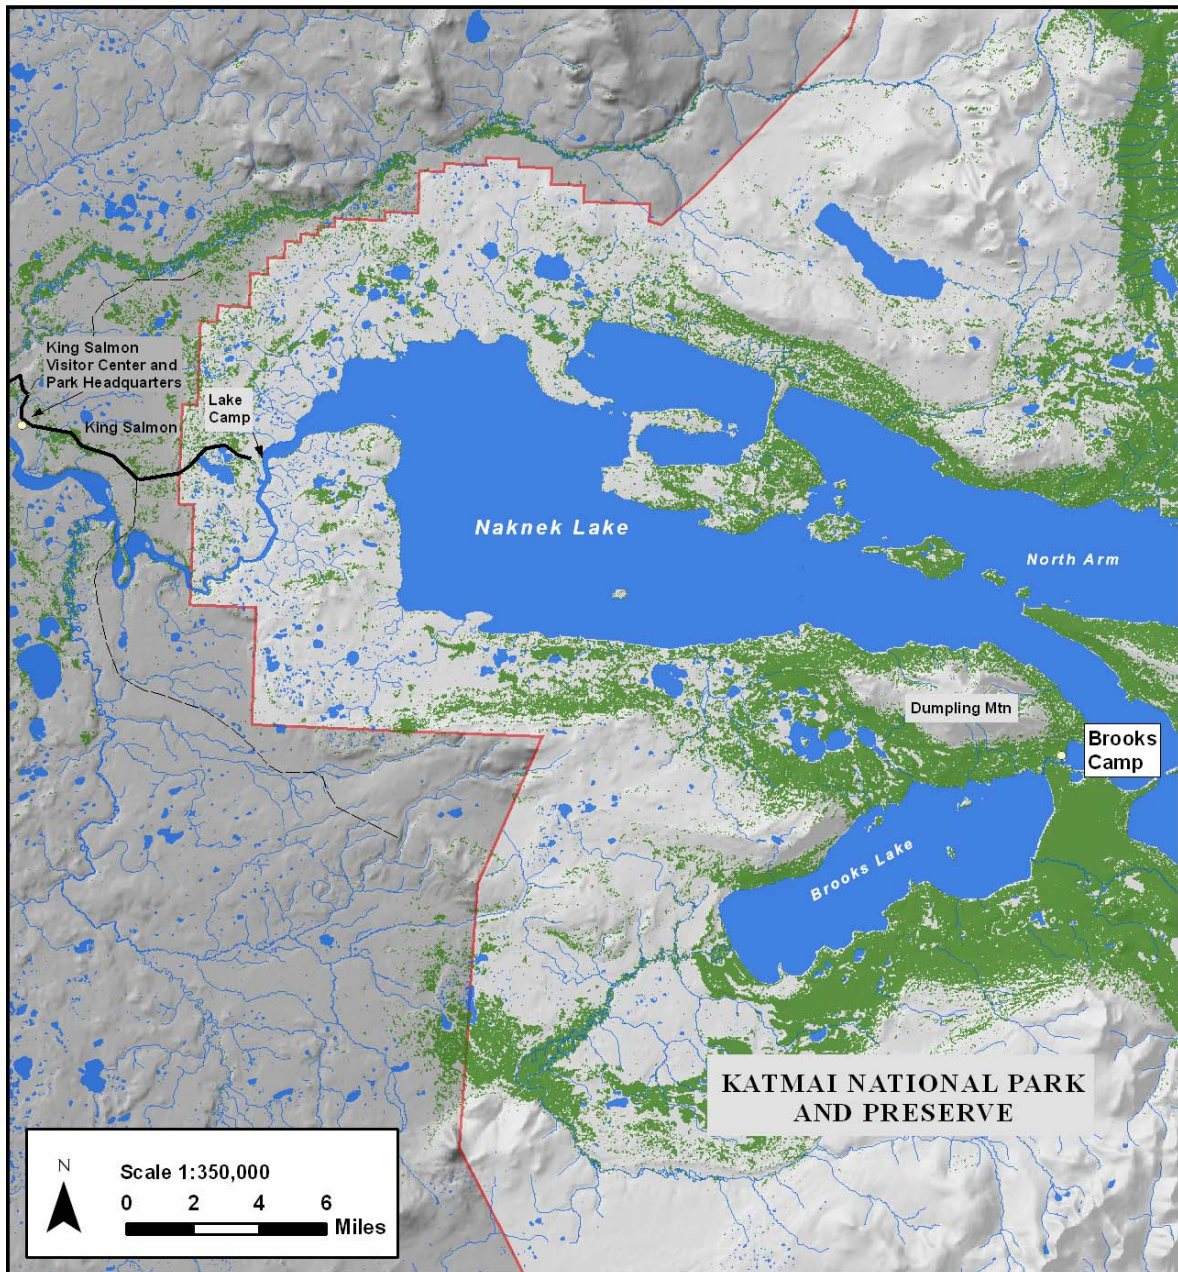 King Salmon
Visitor Center and
Park Headquarters
King Salmon
Lake
Camp
Naknek Lake
North Arm
Dumpling Mtn
Brooks
Camp
Brooks Lake
KATMAI NATIONAL PARK
AND PRESERVE
N
Scale 1:350,000
0 2 4 6
Miles